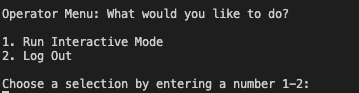 Operator Menu: What would you like to do?
1. Run Interactive Mode
2. Log Out
Choose a selection by entering a number 1-2: